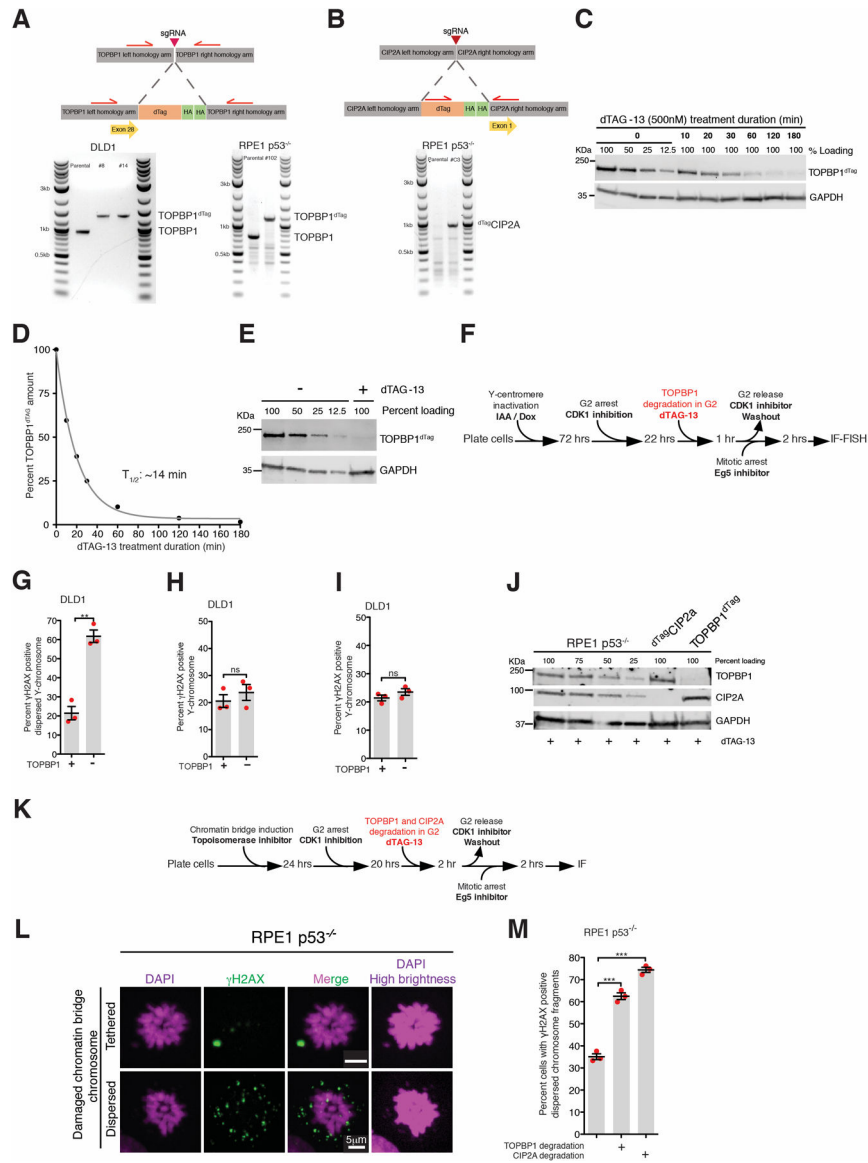 A
sgRNA
TOPBP1 left homology arm
TOPBP1 right homology arm
TOPBP1 left homology arm
dTag
HA
HA
TOPBP1 right homology arm
Exon 28
DLD1
Parental
#14
3kb
1kb
0.5kb
TOPBP1dTag
TOPBP1
RPE1 p53-/-
Parental
#102
3kb
1kb
0.5kb
TOPBP1dTag
TOPBP1
B
sgRNA
CIP2A left homology arm
CIP2A right homology arm
CIP2A left homology arm
dTag
HA
HA
CIP2A right homology arm
Exon 1
RPE1 p53-/-
Parental
3kb
1kb
0.5kb
dTagCIP2A
C
dTAG -13 (500nM) treatment duration (min)
0 10 20 30 60 120 180
KDa 100 50 25 12.5 100 100 100 100 100 100 % Loading
250
150
TOPBP1dTag
35
GAPDH
D
Percent TOPBP1dTAG amount
100
75
50
25
0
T1/2: ~14 min
0 20 40 60 80 100 120 140 160 180
dTAG-13 treatment duration (min)
E
- + dTAG-13
KDa 100 50 25 12.5 100 Percent loading
250
150
TOPBP1dTag
35
GAPDH
F
Y-centromere
inactivation
IAA / Dox
G2 arrest
CDK1 inhibition
TOPBP1
degradation in G2
dTAG-13
G2 release
CDK1 inhibitor
Washout
Plate cells
72 hrs
22 hrs
1 hr
2 hrs
IF-FISH
Mitotic arrest
Eg5 inhibitor
G
DLD1
Percent γH2AX positive
dispersed Y-chromosome
70
60
50
40
30
20
10
0
**
TOPBP1 + -
H
DLD1
Percent γH2AX positive
Y-chromosome
50
40
30
20
10
0
ns
TOPBP1 + -
I
DLD1
Percent γH2AX positive
Y-chromosome
50
40
30
20
10
0
ns
TOPBP1 + -
J
RPE1 p53-/-
dTagCIP2a
TOPBP1dTag
KDa 100 75 50 25 100 100 Percent loading
250
150
TOPBP1
100
CIP2A
37
GAPDH
+ + + + + + dTAG-13
K
Chromatin bridge induction
Topoisomerase inhibitor
G2 arrest
CDK1 inhibition
TOPBP1 and CIP2A
degradation in G2
dTAG-13
G2 release
CDK1 inhibitor
Washout
Plate cells
24 hrs
20 hrs
2 hr
2 hrs
IF
Mitotic arrest
Eg5 inhibitor
L
RPE1 p53-/-
DAPI
γH2AX
Merge
DAPI
High brightness
Damaged chromatin bridge
chromosome
Tethered
Dispersed
5μm
M
RPE1 p53-/-
Percent cells with γH2AX positive
dispersed chromosome fragments
80
70
60
50
40
30
20
10
0
***
***
TOPBP1 degradation +
CIP2A degradation +